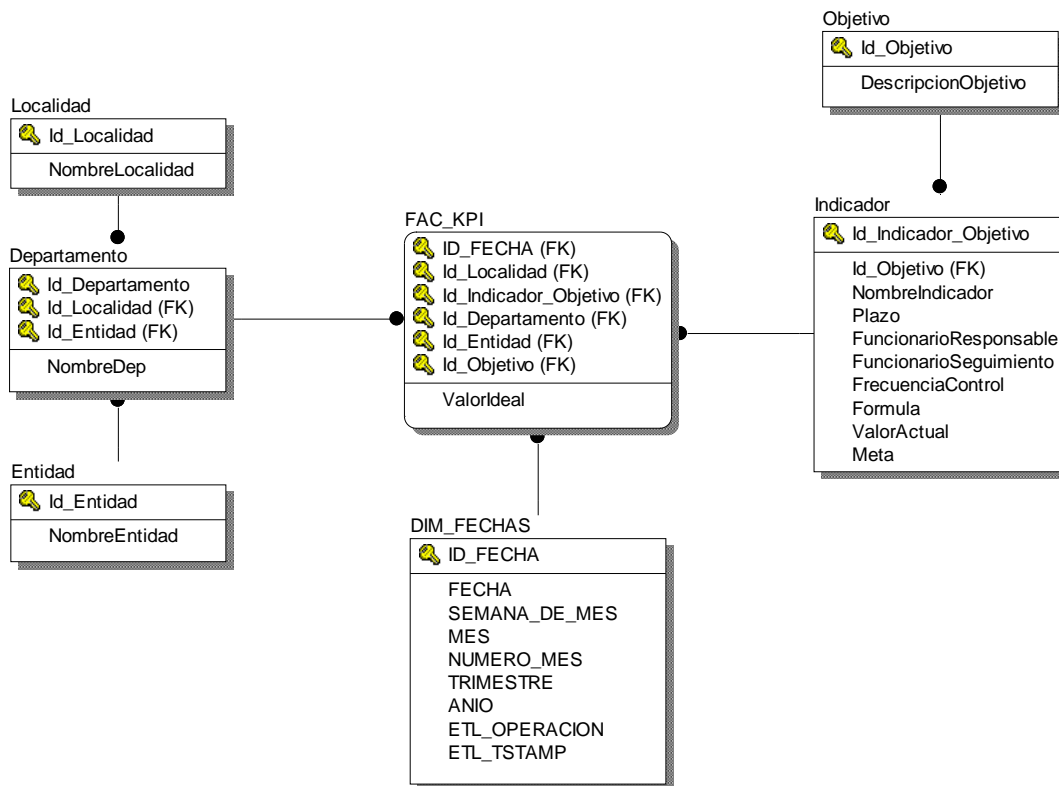 Objetivo
Id_Objetivo
DescripcionObjetivo
Localidad
Id_Localidad
NombreLocalidad
Departamento
Id_Departamento
Id_Localidad (FK)
Id_Entidad (FK)
NombreDep
Entidad
Id_Entidad
NombreEntidad
FAC_KPI
ID_FECHA (FK)
Id_Localidad (FK)
Id_Indicador_Objetivo (FK)
Id_Departamento (FK)
Id_Entidad (FK)
Id_Objetivo (FK)
ValorIdeal
DIM_FECHAS
ID_FECHA
FECHA
SEMANA_DE_MES
MES
NUMERO_MES
TRIMESTRE
ANIO
ETL_OPERACION
ETL_TSTAMP
Indicador
Id_Indicador_Objetivo
Id_Objetivo (FK)
NombreIndicador
Plazo
FuncionarioResponsable
FuncionarioSeguimiento
FrecuenciaControl
Formula
ValorActual
Meta